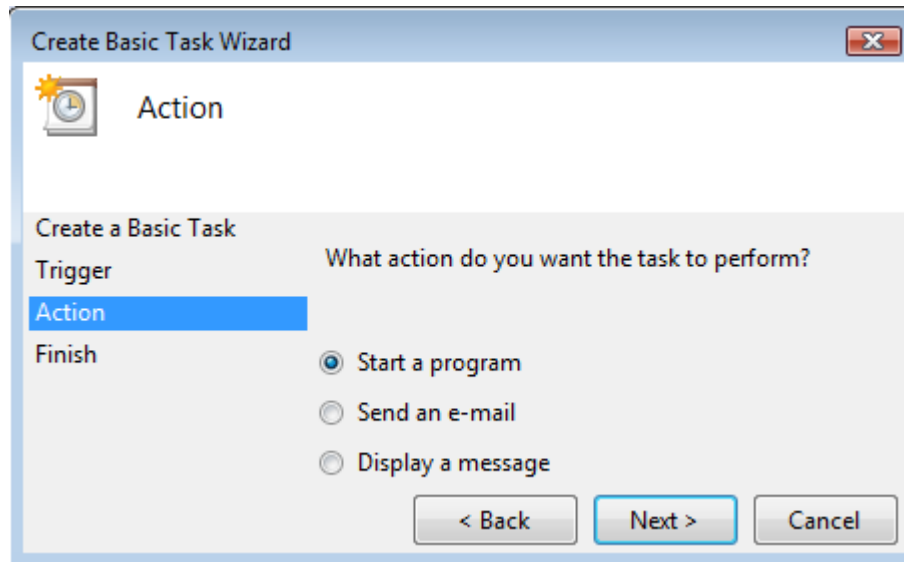 Create Basic Task Wizard
Action
Create a Basic Task
Trigger
Action
Finish
What action do you want the task to perform?
Start a program
Send an e-mail
Display a message
< Back
Next >
Cancel